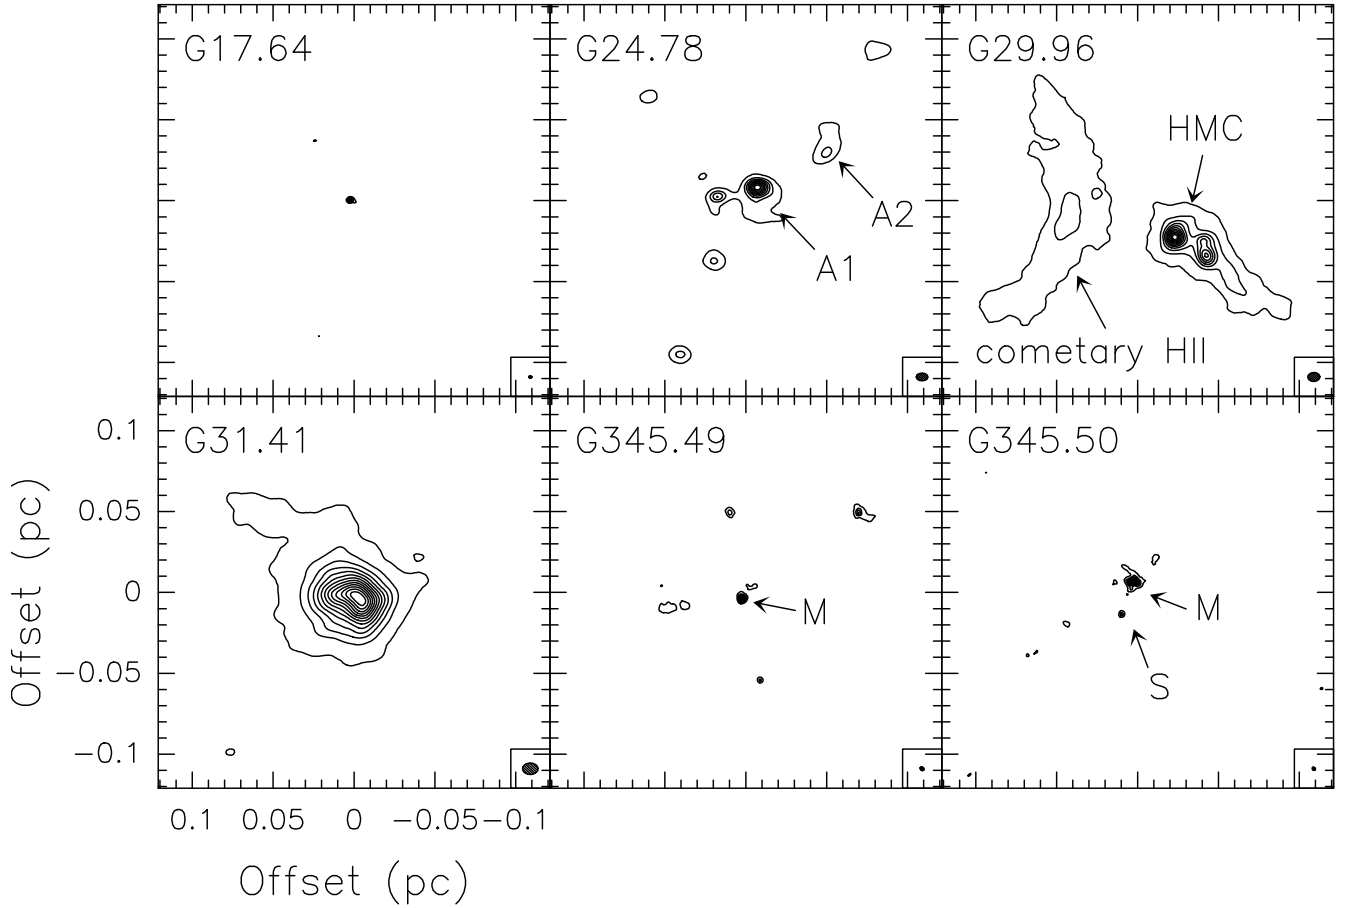 G17.64
G24.78
A2
A1
G29.96
HMC
cometary HII
G31.41
G345.49
M
G345.50
M
S
Offset (pc)
0.1
0.05
0
−0.05
−0.1
0.1 0.05 0 −0.05 −0.1
Offset (pc)